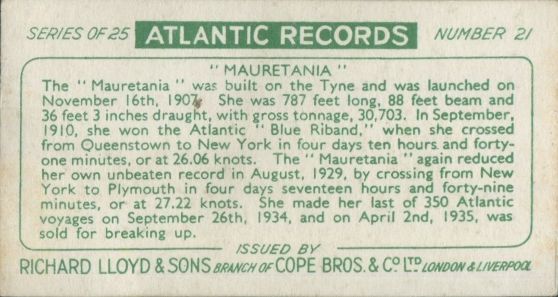 SERIES OF 25 ATLANTIC RECORDS NUMBER 21
"MAURETANIA"
The "Mauretania" was built on the Tyne and was launched on
November 16th, 1907. She was 787 feet long, 88 feet beam and
36 feet 3 inches draught, with gross tonnage, 30,703. In September,
1910, she won the Atlantic "Blue Riband," when she crossed
from Queenstown to New York in four days ten hours and forty-
one minutes, or at 26.06 knots. The "Mauretania" again reduced
her own unbeaten record in August, 1929, by crossing from New
York to Plymouth in four days seventeen hours and forty-nine
minutes, or at 27.22 knots. She made her last of 350 Atlantic
voyages on September 26th, 1934, and on April 2nd, 1935, was
sold for breaking up.
ISSUED BY
RICHARD LLOYD & SONS BRANCH OF COPE BROS. & CO LTD LONDON & LIVERPOOL